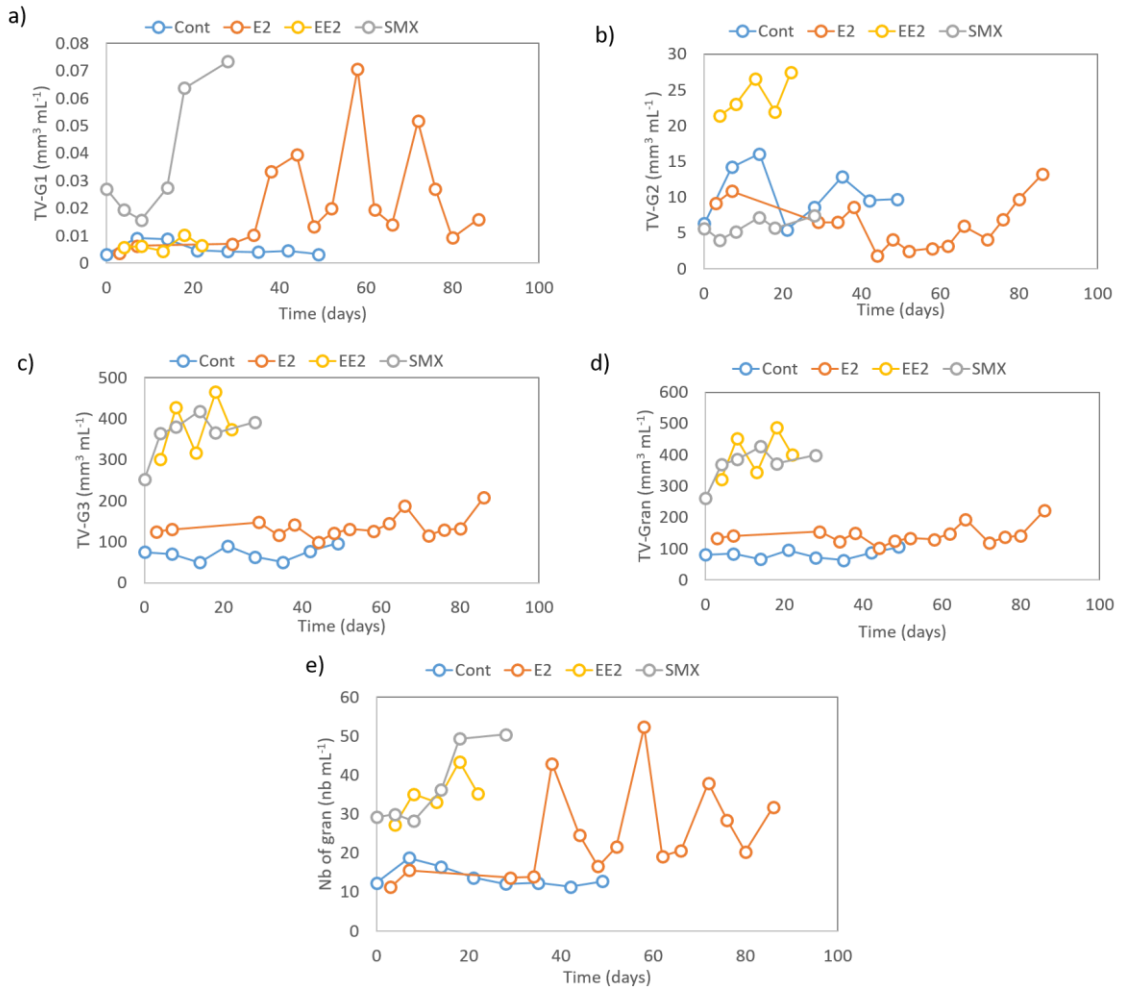 a)
Cont E2 EE2 SMX
0.08
0.07
0.06
0.05
0.04
0.03
0.02
0.01
0
TV-G1 (mm³ mL⁻¹)
0 20 40 60 80 100
Time (days)
b)
Cont E2 EE2 SMX
30
25
20
15
10
5
0
TV-G2 (mm³ mL⁻¹)
0 20 40 60 80 100
Time (days)
c)
Cont E2 EE2 SMX
500
400
300
200
100
0
TV-G3 (mm³ mL⁻¹)
0 20 40 60 80 100
Time (days)
d)
Cont E2 EE2 SMX
600
500
400
300
200
100
0
TV-Gran (mm³ mL⁻¹)
0 20 40 60 80 100
Time (days)
e)
Cont E2 EE2 SMX
60
50
40
30
20
10
0
Nb of gran (nb mL⁻¹)
0 20 40 60 80 100
Time (days)